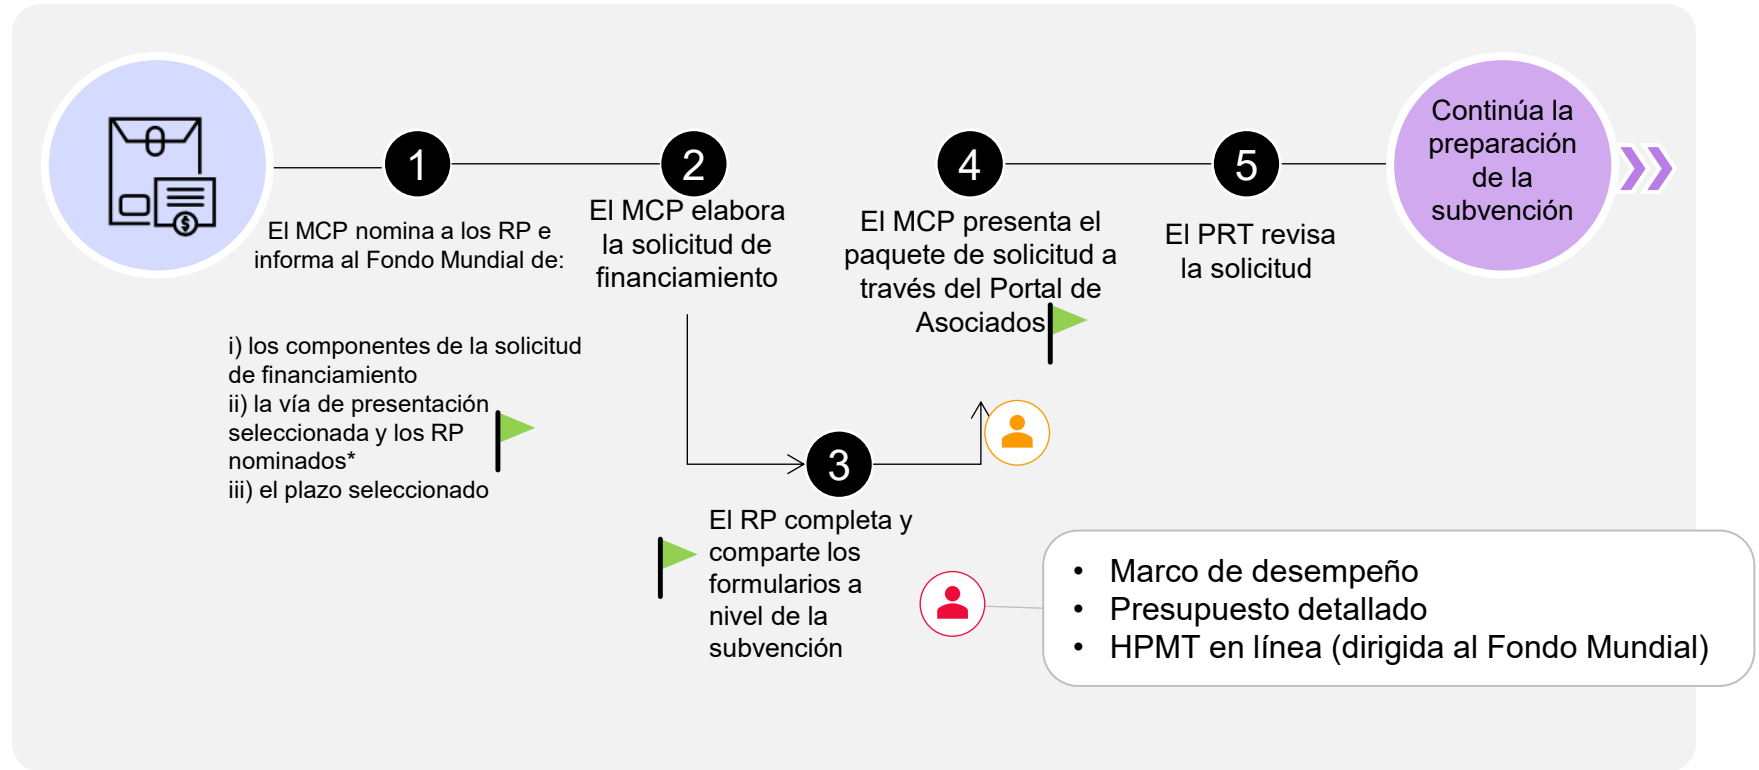 1
El MCP nomina a los RP e
informa al Fondo Mundial de:
i) los componentes de la solicitud
de financiamiento
ii) la vía de presentación
seleccionada y los RP
nominados*
iii) el plazo seleccionado
2
El MCP elabora
la solicitud de
financiamiento
3
El RP completa y
comparte los
formularios a
nivel de la
subvención
• Marco de desempeño
• Presupuesto detallado
• HPMT en línea (dirigida al Fondo Mundial)
4
El MCP presenta el
paquete de solicitud a
través del Portal de
Asociados
5
El PRT revisa
la solicitud
Continúa la
preparación
de la
subvención
$